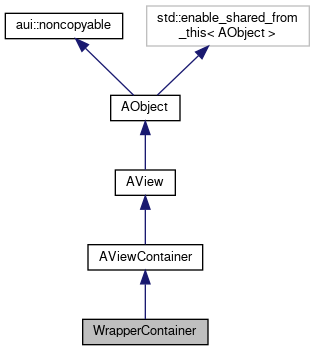 aui::noncopyable
std::enable_shared_from
_this< AObject >
AObject
AView
AViewContainer
WrapperContainer